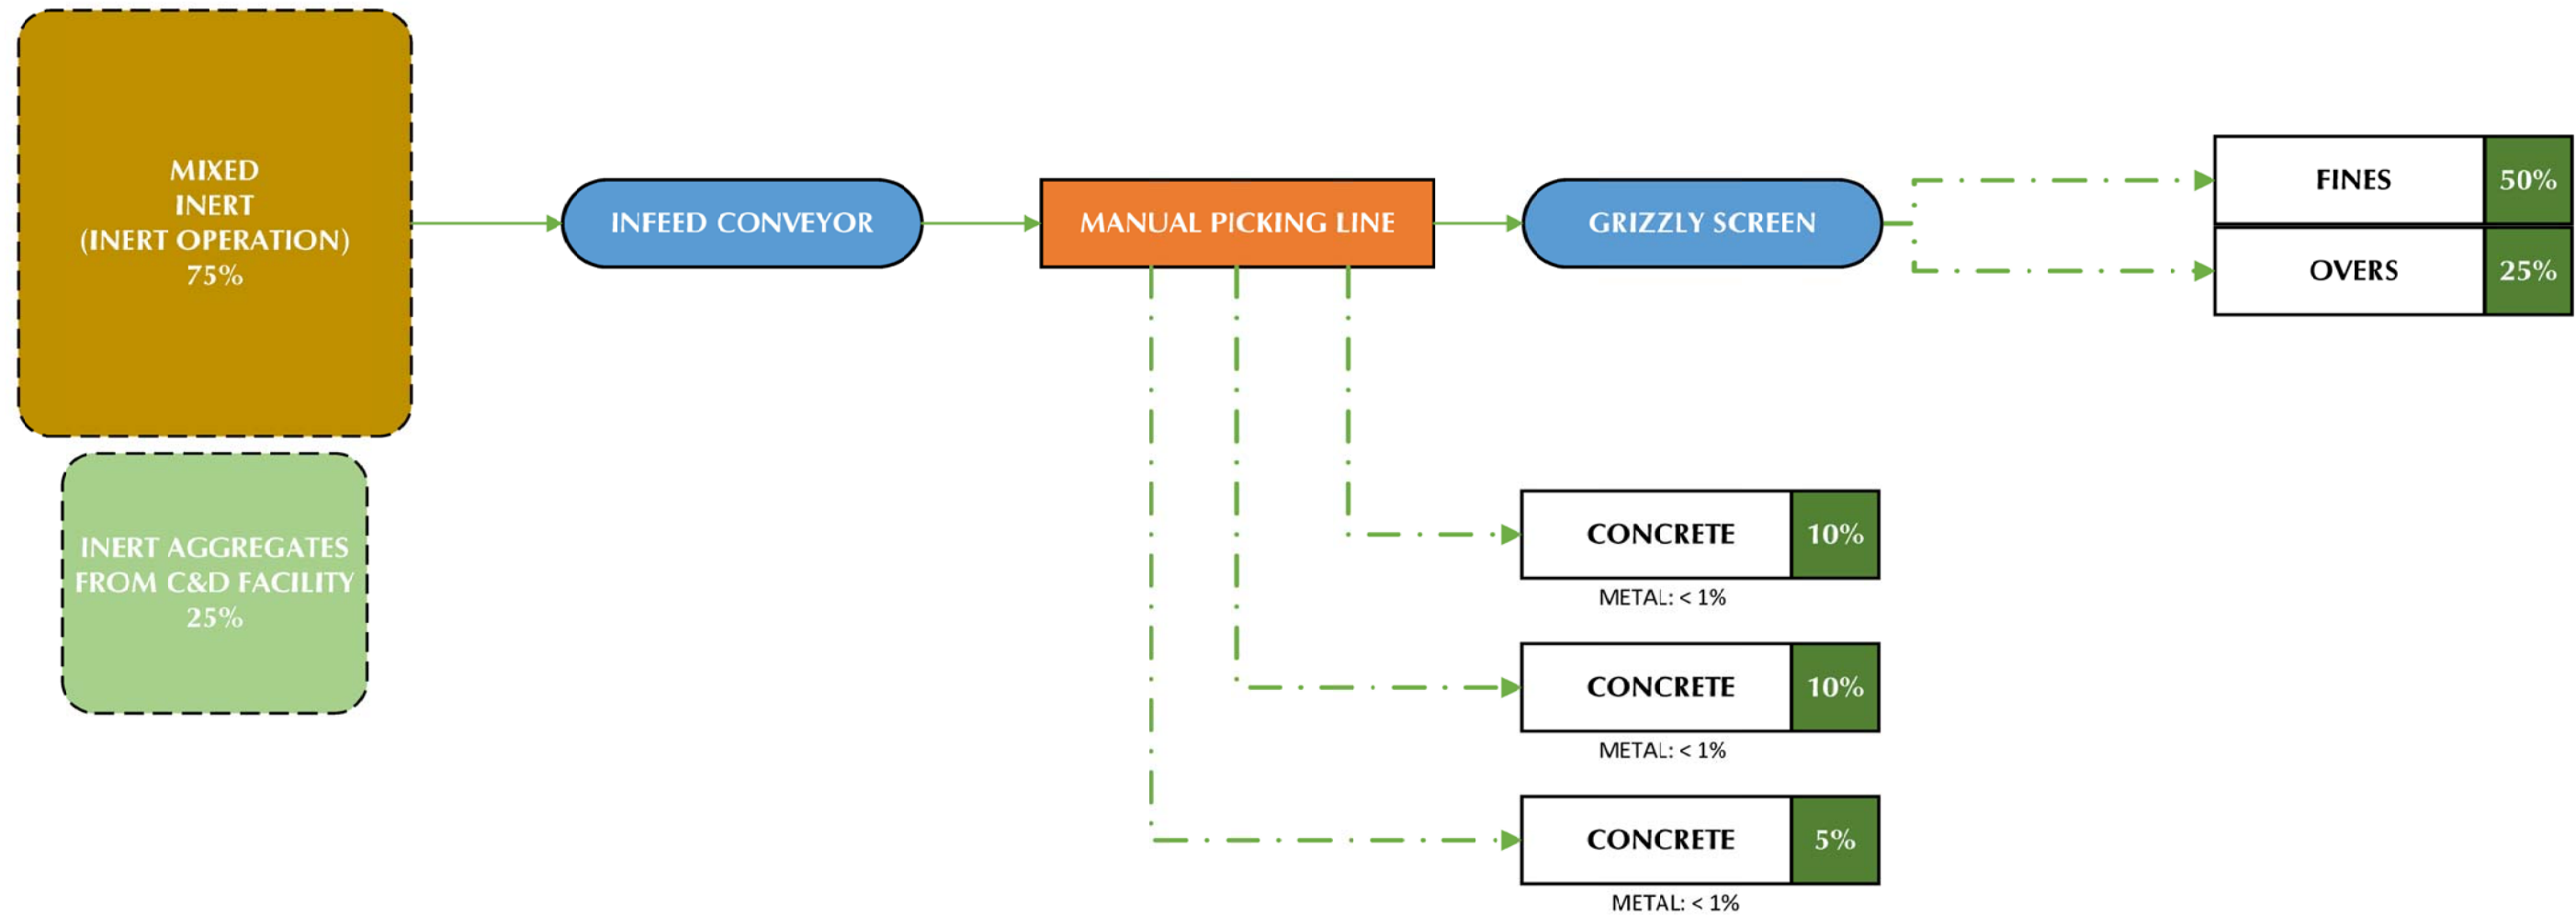 MIXED
INERT
(INERT OPERATION)
75%
INERT AGGREGATES
FROM C&D FACILITY
25%
INFEED CONVEYOR
MANUAL PICKING LINE
GRIZZLY SCREEN
FINES 50%
OVERS 25%
CONCRETE 10%
METAL: < 1%
CONCRETE 10%
METAL: < 1%
CONCRETE 5%
METAL: < 1%